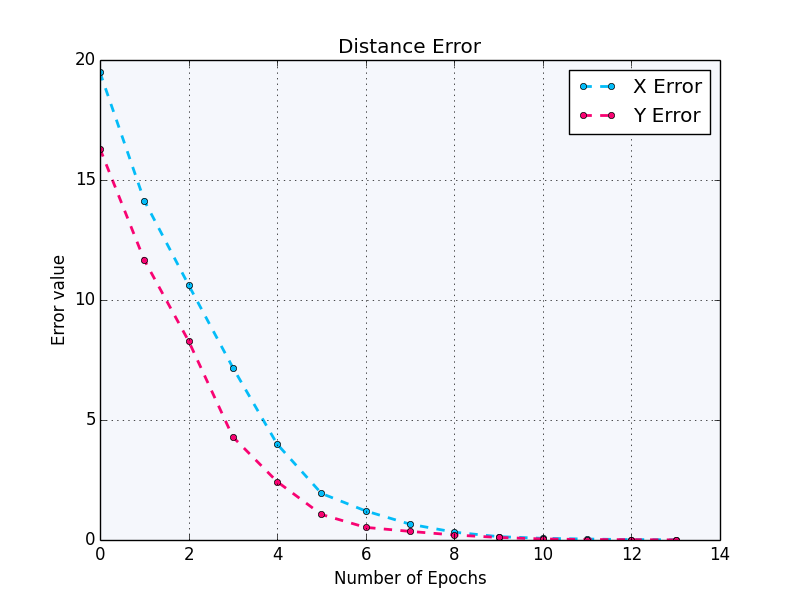 Distance Error
X Error
Y Error
Error value
20
15
10
5
0
0 2 4 6 8 10 12 14
Number of Epochs